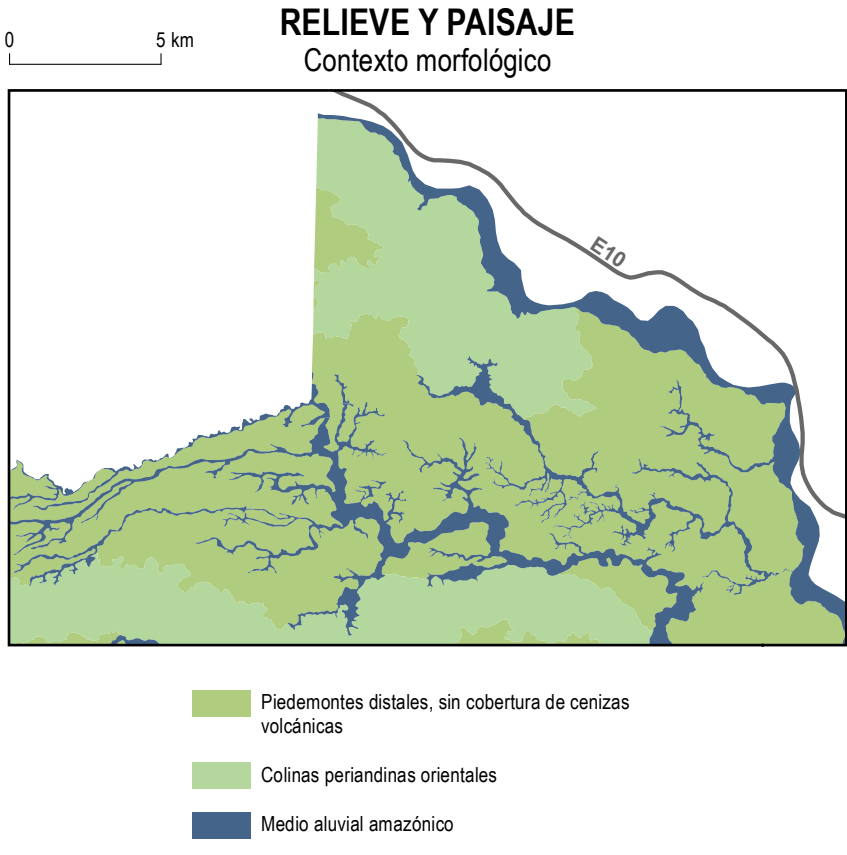 RELIEVE Y PAISAJE
Contexto morfológico
0 5 km
E10
Piedemontes distales, sin cobertura de cenizas
volcánicas
Colinas periandinas orientales
Medio aluvial amazónico